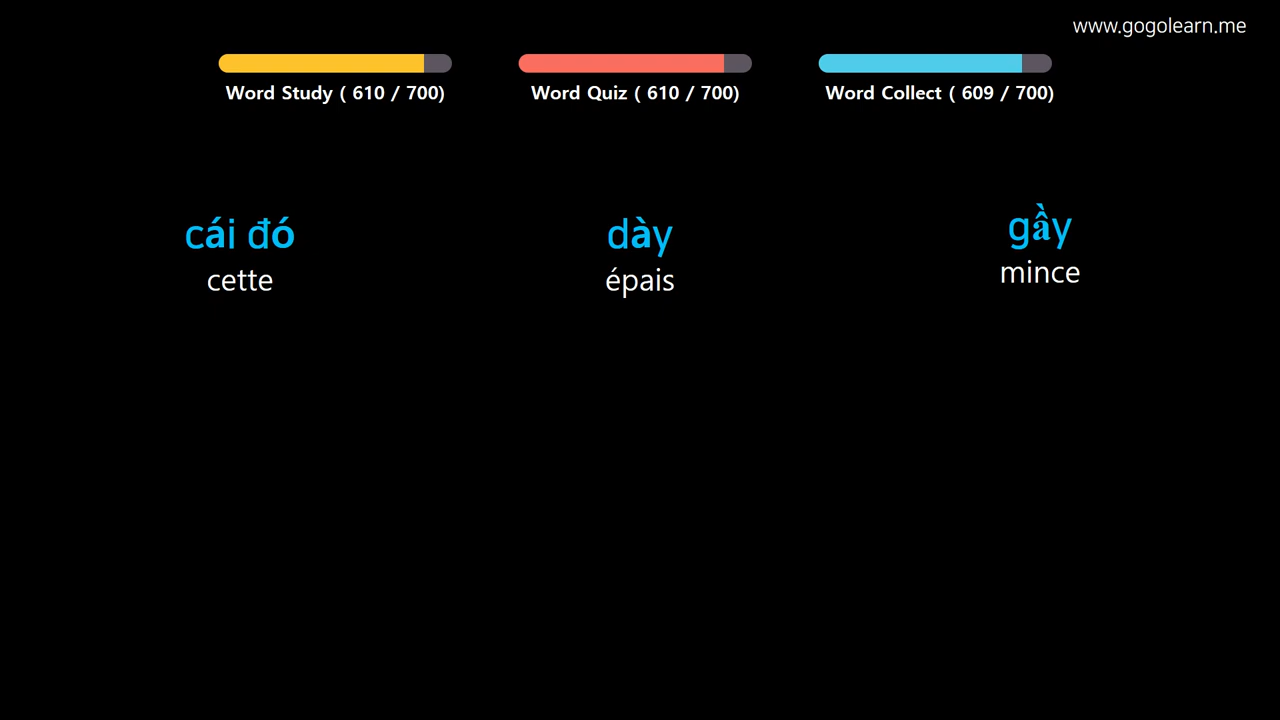 www.gogolearn.me
Word Study ( 610 / 700)
Word Quiz ( 610 / 700)
Word Collect ( 609 / 700)
cái đó
cette
dày
épais
gầy
mince